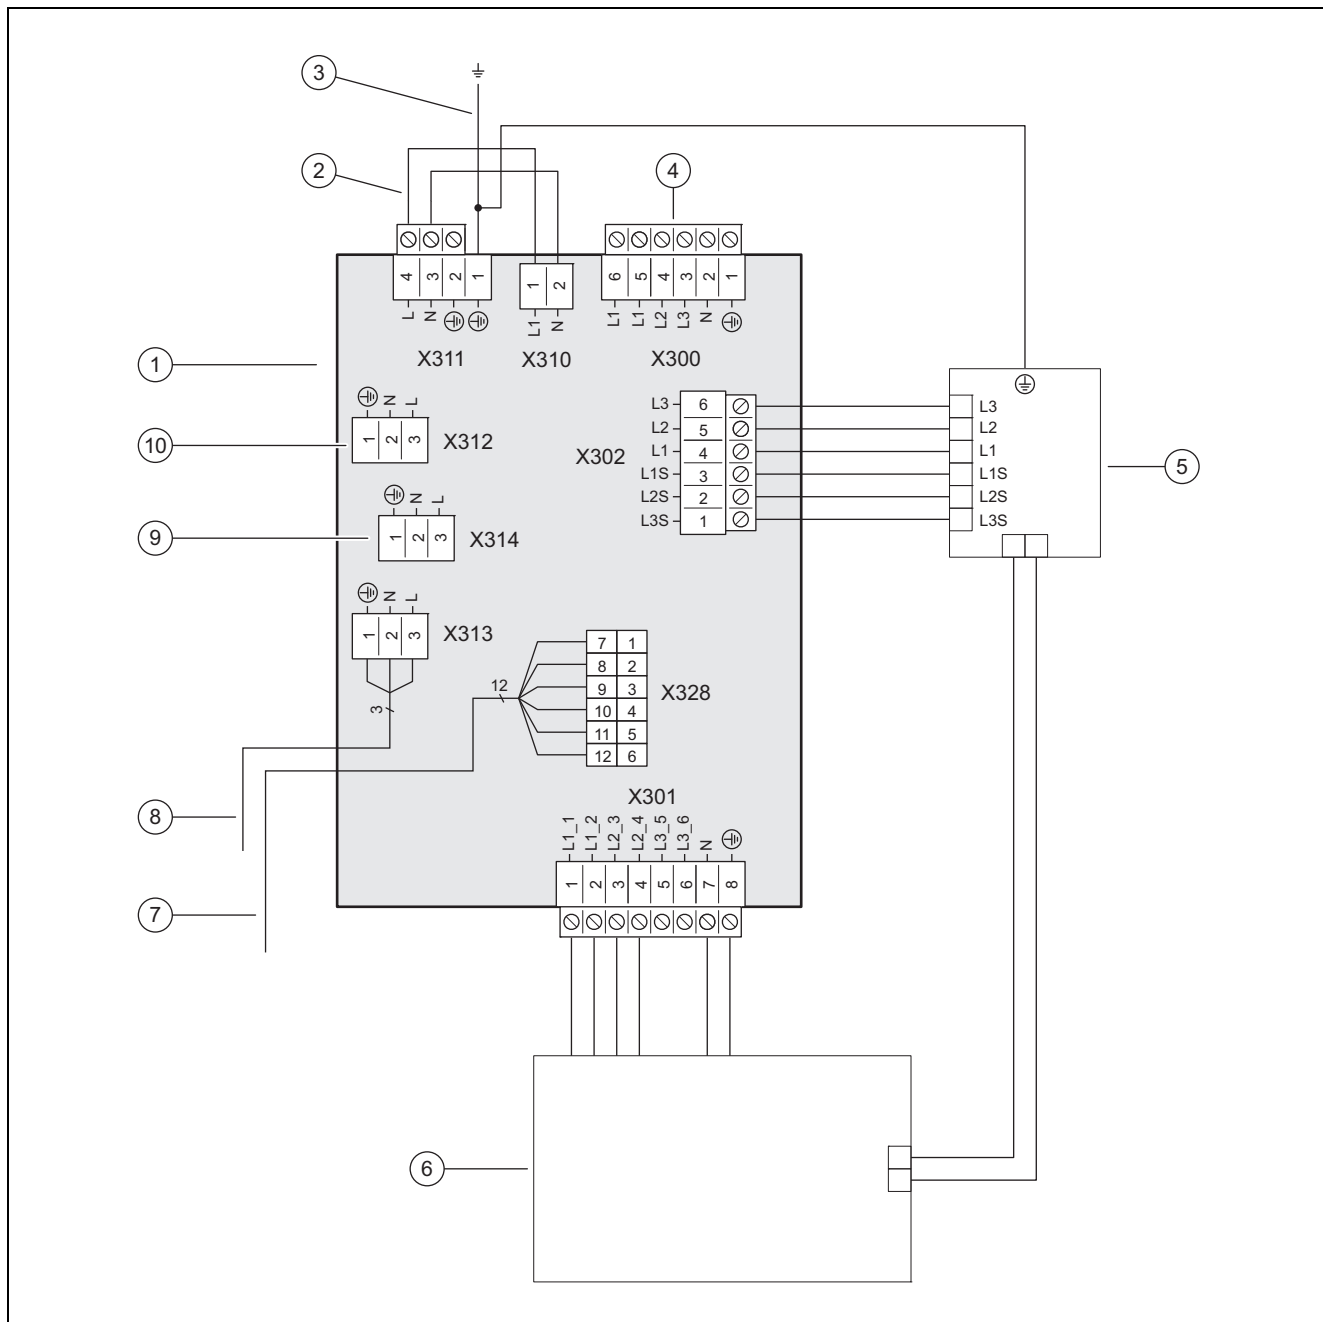 3
2
4
4 3 2 1
L N
X311
1 2
L1 N
X310
6 5 4 3 2 1
L1 L1 L2 L3 N
X300
1
10
N L
1 2 3
X312
9
N L
1 2 3
X314
N L
1 2 3
X313
3
8
7
X302
L3 6
L2 5
L1 4
L1S 3
L2S 2
L3S 1
L3
L2
L1
L1S
L2S
L3S
5
12
7 1
8 2
9 3
10 4
11 5
12 6
X328
X301
L1_1 L1_2 L2_3 L2_4 L3_5 L3_6 N
1 2 3 4 5 6 7 8
6